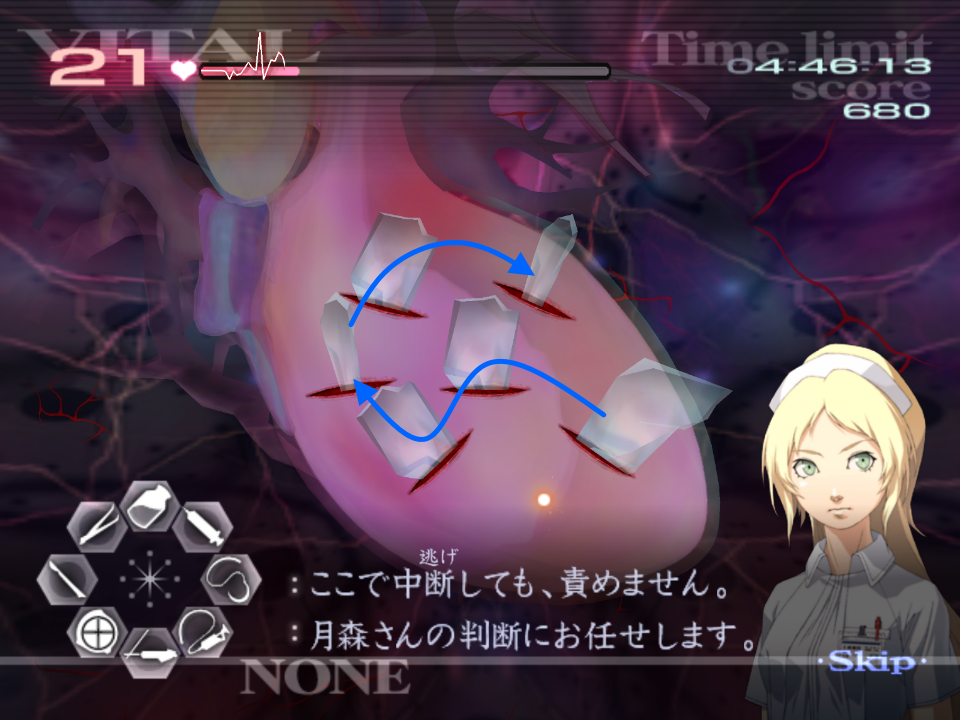 VITAL
21
Time limit
04:46:13
score
680
逃げ
：ここで中断しても、責めません。
：月森さんの判断にお任せします。
NONE
·Skip·